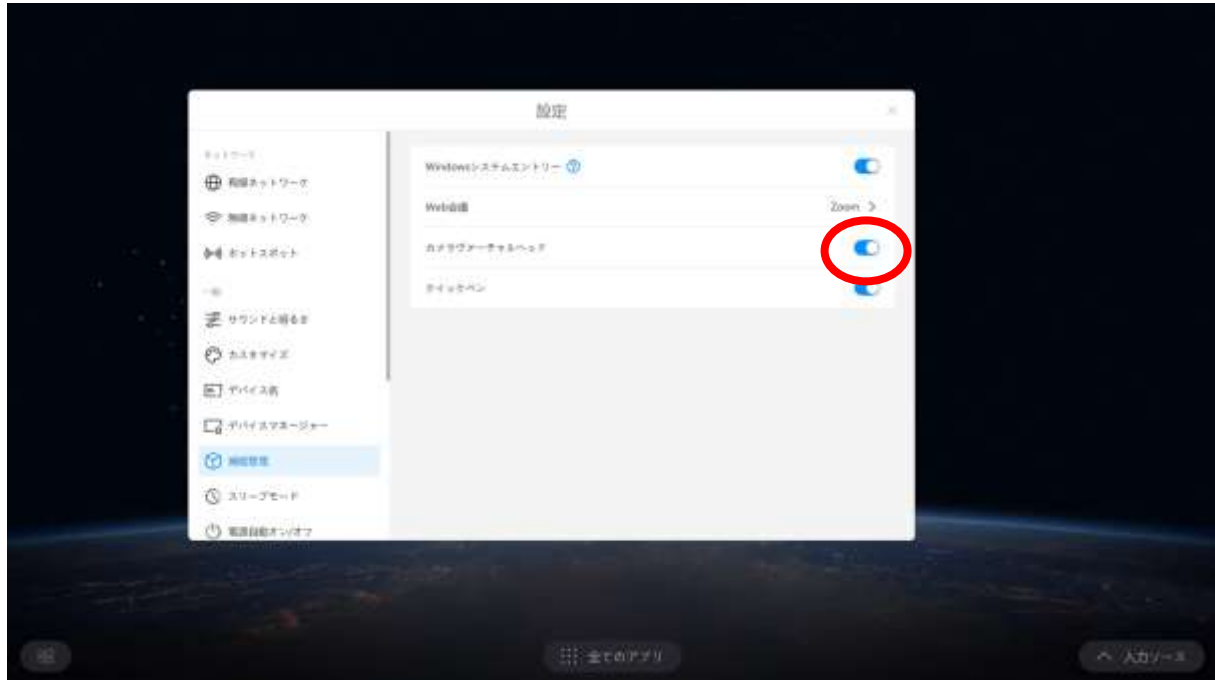 設定
ネットワーク
有線ネットワーク
無線ネットワーク
ホットスポット
一般
サウンドと明るさ
カスタマイズ
デバイス名
デバイスマネージャー
機能管理
スリープモード
電源自動オン/オフ
Windowsシステムエントリー ?
Web会議 Zoom >
カメラヴァーチャルヘッド
クイックペン
全てのアプリ
入力ソース